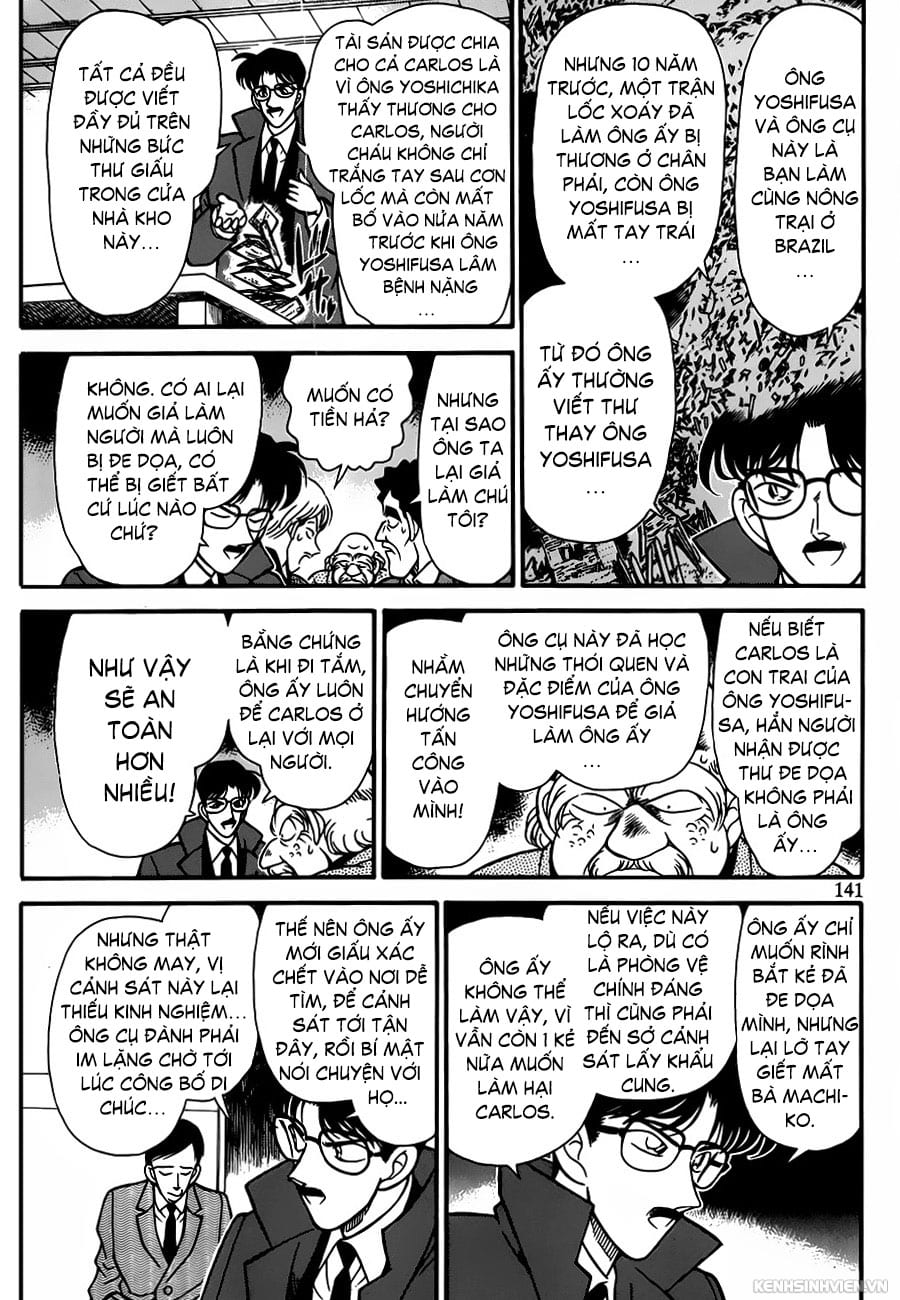 ÔNG
YOSHIFUSA
VÀ ÔNG CỤ
NÀY LÀ
BẠN LÀM
CÙNG NÔNG
TRẠI Ở
BRAZIL
...
NHƯNG 10 NĂM
TRƯỚC, MỘT TRẬN
LỐC XOÁY ĐÃ
LÀM ÔNG ẤY BỊ
THƯƠNG Ở CHÂN
PHẢI, CÒN ÔNG
YOSHIFUSA BỊ
MẤT TAY TRÁI
...
TỪ ĐÓ ÔNG
ẤY THƯỜNG
VIẾT THƯ
THAY ÔNG
YOSHIFUSA
...
TÀI SẢN ĐƯỢC CHIA
CHO CẢ CARLOS LÀ
VÌ ÔNG YOSHICHIKA
THẤY THƯƠNG CHO
CARLOS, NGƯỜI
CHÁU KHÔNG CHỈ
TRẮNG TAY SAU CƠN
LỐC MÀ CÒN MẤT
BỐ VÀO NỬA NĂM
TRƯỚC KHI ÔNG
YOSHIFUSA LÂM
BỆNH NẶNG
...
TẤT CẢ ĐỀU
ĐƯỢC VIẾT
ĐẦY ĐỦ TRÊN
NHỮNG BỨC
THƯ GIẤU
TRONG CỬA
NHÀ KHO
NÀY...
NHƯNG
TẠI SAO
ÔNG TA
LẠI GIẢ
LÀM CHÚ
TÔI?
MUỐN CÓ
TIỀN HẢ?
KHÔNG. CÓ AI LẠI
MUỐN GIẢ LÀM
NGƯỜI MÀ LUÔN
BỊ ĐE DỌA, CÓ
THỂ BỊ GIẾT BẤT
CỨ LÚC NÀO
CHỨ?
NẾU BIẾT
CARLOS LÀ
CON TRAI CỦA
ÔNG YOSHIFU-
SA, HẲN NGƯỜI
NHẬN ĐƯỢC
THƯ ĐE DỌA
KHÔNG PHẢI
LÀ ÔNG
ẤY...
ÔNG CỤ NÀY ĐÃ HỌC
NHỮNG THÓI QUEN VÀ
ĐẶC ĐIỂM CỦA ÔNG
YOSHIFUSA ĐỂ GIẢ
LÀM ÔNG ẤY
...
NHẰM
CHUYỂN
HƯỚNG
TẤN
CÔNG
VÀO
MÌNH!
BẰNG CHỨNG
LÀ KHI ĐI TẮM,
ÔNG ẤY LUÔN
ĐỂ CARLOS Ở
LẠI VỚI MỌI
NGƯỜI.
NHƯ VẬY
SẼ AN
TOÀN
HƠN
NHIỀU!
141
ÔNG ẤY CHỈ
MUỐN RÌNH
BẮT KẺ ĐÃ
ĐE DỌA
MÌNH, NHƯNG
LẠI LỠ TAY
GIẾT MẤT
BÀ MACHI-
KO.
NẾU VIỆC NÀY
LỘ RA, DÙ CÓ
LÀ PHÒNG VỆ
CHÍNH ĐÁNG
THÌ CŨNG PHẢI
ĐẾN SỞ CẢNH
SÁT LẤY KHẨU
CUNG.
ÔNG ẤY
KHÔNG THỂ
LÀM VẬY, VÌ
VẪN CÒN 1 KẺ
NỮA MUỐN
LÀM HẠI
CARLOS.
THẾ NÊN ÔNG ẤY
MỚI GIẤU XÁC
CHẾT VÀO NƠI DỄ
TÌM, ĐỂ CẢNH
SÁT TỚI TẬN
ĐÂY, RỒI BÍ MẬT
NÓI CHUYỆN VỚI
HỌ...
NHƯNG THẬT
KHÔNG MAY, VỊ
CẢNH SÁT NÀY LẠI
THIẾU KINH NGHIỆM...
ÔNG CỤ ĐÀNH PHẢI
IM LẶNG CHỜ TỚI
LÚC CÔNG BỐ DI
CHÚC...
KENHSINHVIEN.VN